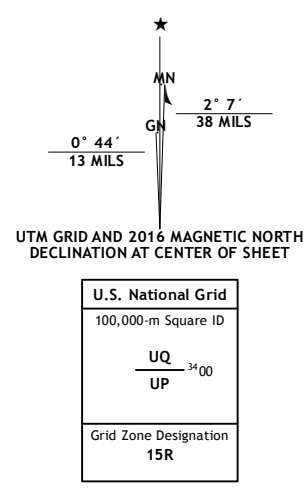 ★
MN
GN
2° 7´
38 MILS
0° 44´
13 MILS
UTM GRID AND 2016 MAGNETIC NORTH
DECLINATION AT CENTER OF SHEET
U.S. National Grid
100,000-m Square ID
UQ
UP
3400
Grid Zone Designation
15R